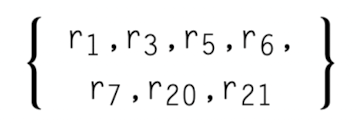 { r₁ , r₃ , r₅ , r₆ ,
r₇ , r₂₀ , r₂₁ }